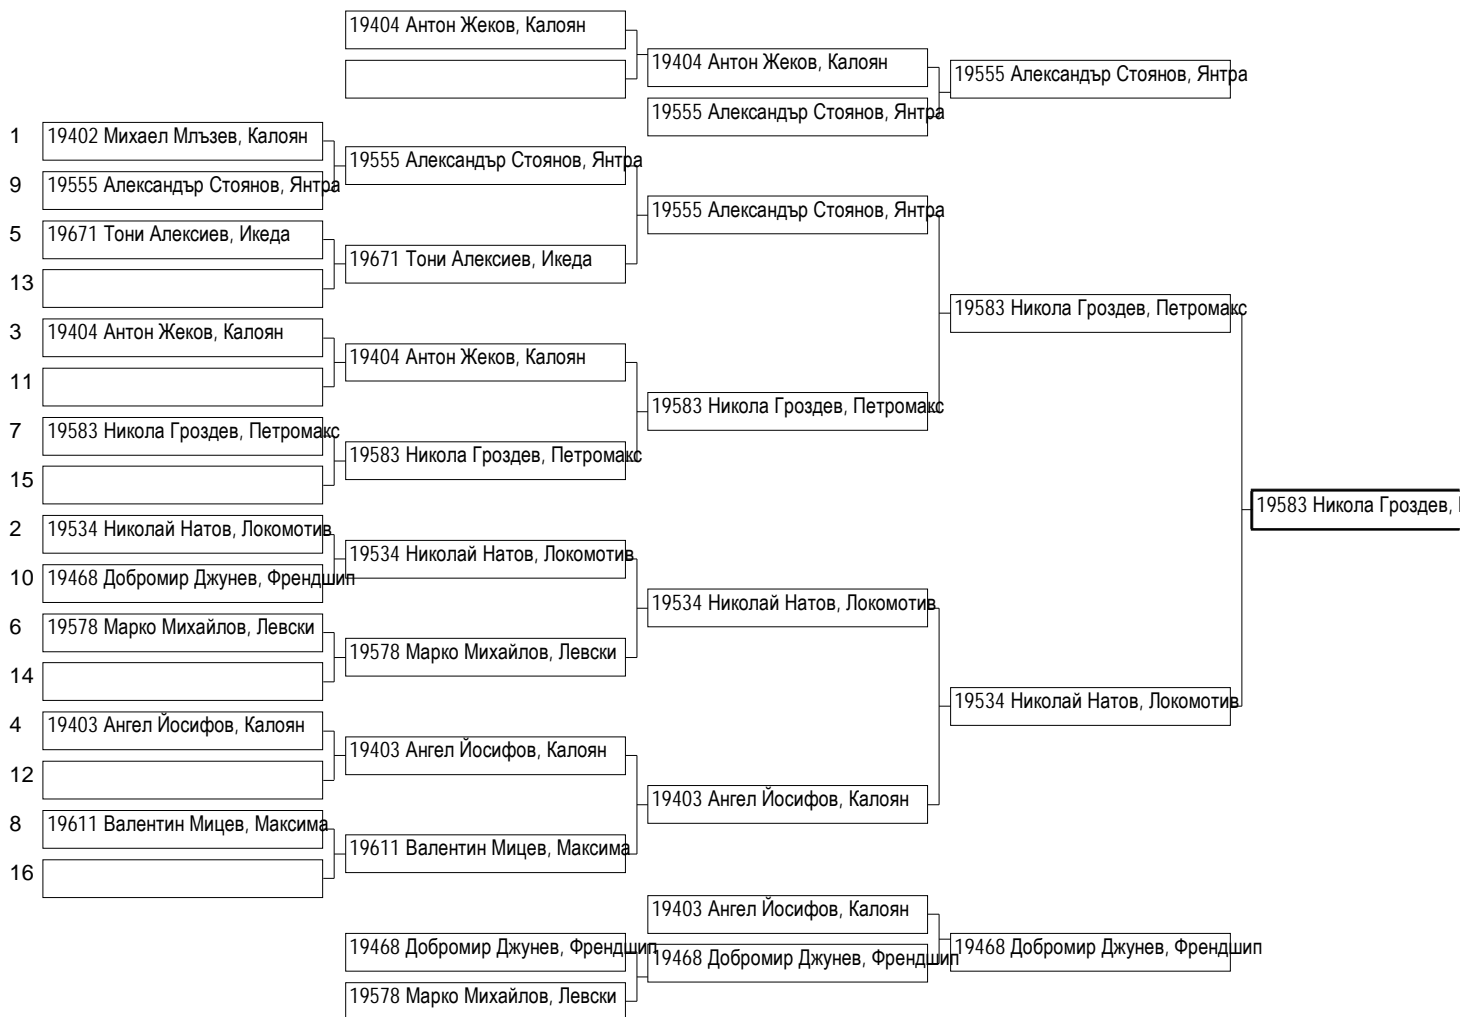 19404 Антон Жеков, Калоян
19404 Антон Жеков, Калоян
19555 Александър Стоянов, Янтра
19555 Александър Стоянов, Янтра
1 19402 Михаел Млъзев, Калоян
19555 Александър Стоянов, Янтра
9 19555 Александър Стоянов, Янтра
19555 Александър Стоянов, Янтра
5 19671 Тони Алексиев, Икеда
19671 Тони Алексиев, Икеда
13
19583 Никола Гроздев, Петромакс
3 19404 Антон Жеков, Калоян
19404 Антон Жеков, Калоян
11
19583 Никола Гроздев, Петромакс
7 19583 Никола Гроздев, Петромакс
19583 Никола Гроздев, Петромакс
15
19583 Никола Гроздев,
2 19534 Николай Натов, Локомотив
19534 Николай Натов, Локомотив
10 19468 Добромир Джунев, Френдшип
19534 Николай Натов, Локомотив
6 19578 Марко Михайлов, Левски
19578 Марко Михайлов, Левски
14
19534 Николай Натов, Локомотив
4 19403 Ангел Йосифов, Калоян
19403 Ангел Йосифов, Калоян
12
19403 Ангел Йосифов, Калоян
8 19611 Валентин Мицев, Максима
19611 Валентин Мицев, Максима
16
19403 Ангел Йосифов, Калоян
19468 Добромир Джунев, Френдшип
19468 Добромир Джунев, Френдшип
19468 Добромир Джунев, Френдшип
19578 Марко Михайлов, Левски